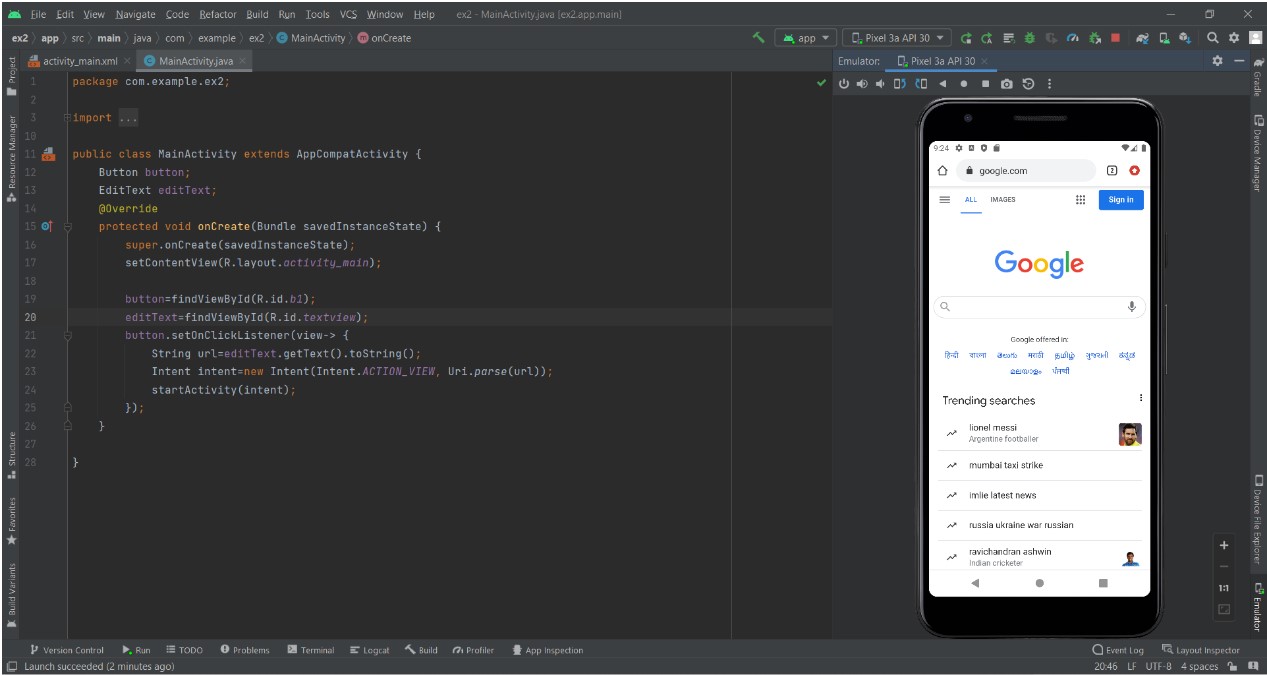 File Edit View Navigate Code Refactor Build Run Tools VCS Window Help ex2 - MainActivity.java [ex2.app.main]
ex2 app src main java com example ex2 MainActivity onCreate app Pixel 3a API 30
activity_main.xml MainActivity.java Emulator: Pixel 3a API 30
Project
Resource Manager
Structure
Favorites
Build Variants
1 package com.example.ex2;
2
3 import ...
10
11 public class MainActivity extends AppCompatActivity {
12 Button button;
13 EditText editText;
14 @Override
15 protected void onCreate(Bundle savedInstanceState) {
16 super.onCreate(savedInstanceState);
17 setContentView(R.layout.activity_main);
18
19 button=findViewById(R.id.b1);
20 editText=findViewById(R.id.textview);
21 button.setOnClickListener(view-> {
22 String url=editText.getText().toString();
23 Intent intent=new Intent(Intent.ACTION_VIEW, Uri.parse(url));
24 startActivity(intent);
25 });
26 }
27
28 }
9:24
google.com 2
ALL IMAGES Sign in
Google
Google offered in:
हिन्दी বাংলা తెలుగు मराठी தமிழ் ગુજરાતી ಕನ್ನಡ
മലയാളം ਪੰਜਾਬੀ
Trending searches
lionel messi
Argentine footballer
mumbai taxi strike
imlie latest news
russia ukraine war russian
ravichandran ashwin
Indian cricketer
1:1
Gradle
Device Manager
Device File Explorer
Emulator
Version Control Run TODO Problems Terminal Logcat Build Profiler App Inspection Event Log Layout Inspector
Launch succeeded (2 minutes ago) 20:46 LF UTF-8 4 spaces